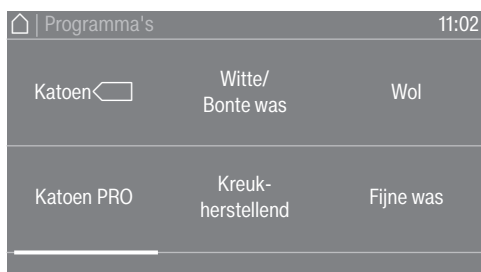 | Programma's
11:02
Katoen
Witte/
Bonte was
Wol
Katoen PRO
Kreuk-
herstellend
Fijne was